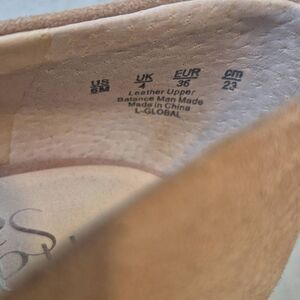 US UK EUR cm
6M 4 36 23
Leather Upper
Balance Man Made
Made in China
L-GLOBAL